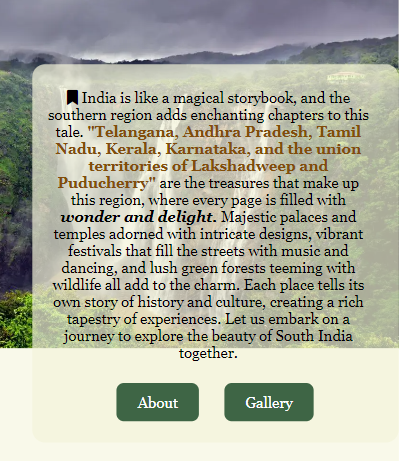 India is like a magical storybook, and the
southern region adds enchanting chapters to this
tale. "Telangana, Andhra Pradesh, Tamil
Nadu, Kerala, Karnataka, and the union
territories of Lakshadweep and
Puducherry" are the treasures that make up
this region, where every page is filled with
wonder and delight. Majestic palaces and
temples adorned with intricate designs, vibrant
festivals that fill the streets with music and
dancing, and lush green forests teeming with
wildlife all add to the charm. Each place tells its
own story of history and culture, creating a rich
tapestry of experiences. Let us embark on a
journey to explore the beauty of South India
together.
About
Gallery